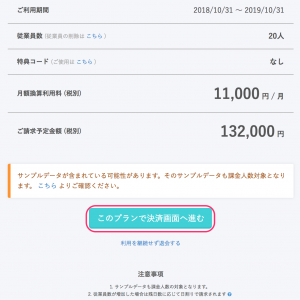 ご利用期間 2018/10/31 ～ 2019/10/31
従業員数 (従業員の削除は こちら ) 20人
特典コード (ご使用は こちら ) なし
月額換算利用料 (税別) 11,000 円 / 月
ご請求予定金額 (税別) 132,000 円
サンプルデータが含まれている可能性があります。そのサンプルデータも課金人数対象となり
ます。 こちら よりご確認ください。
このプランで決済画面へ進む
利用を継続せず退会する
注意事項
1. サンプルデータも課金人数の対象となります。
2. 従業員数が増加した場合は残日数に応じて日割りで請求されます